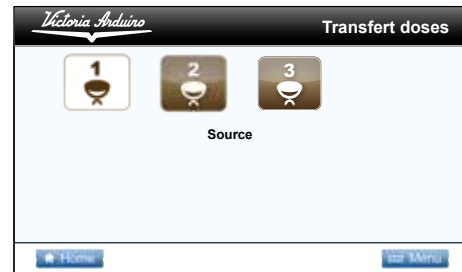 Victoria Arduino
Transfert doses
1 2 3
Source
Home Menu